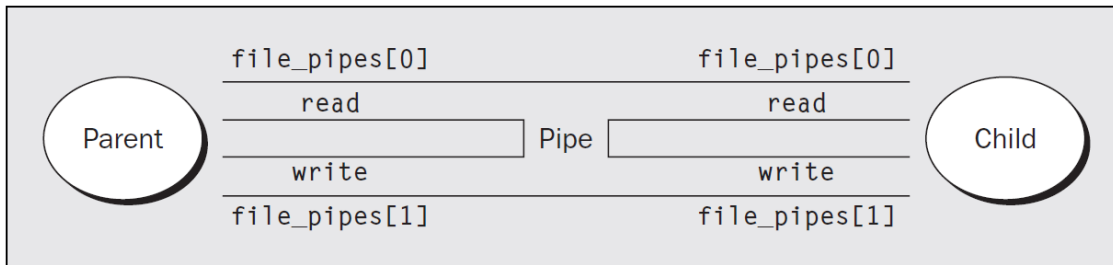 file_pipes[0] file_pipes[0]
read read
Parent Pipe Child
write write
file_pipes[1] file_pipes[1]